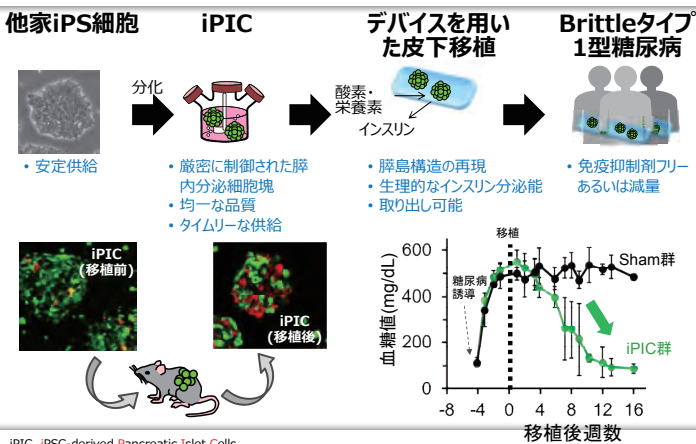 他家iPS細胞
iPIC
デバイスを用い
た皮下移植
Brittleタイプ
1型糖尿病
分化
酸素・
栄養素
インスリン
• 安定供給
• 厳密に制御された膵
内分泌細胞塊
• 均一な品質
• タイムリーな供給
• 膵島構造の再現
• 生理的なインスリン分泌能
• 取り出し可能
• 免疫抑制剤フリー
あるいは減量
iPIC
(移植前)
iPIC
(移植後)
移植
600
400
200
0
血糖値(mg/dL)
糖尿病
誘導
Sham群
iPIC群
-8 -4 0 4 8 12 16
移植後週数
iPIC, iPSC-derived Pancreatic Islet Cells